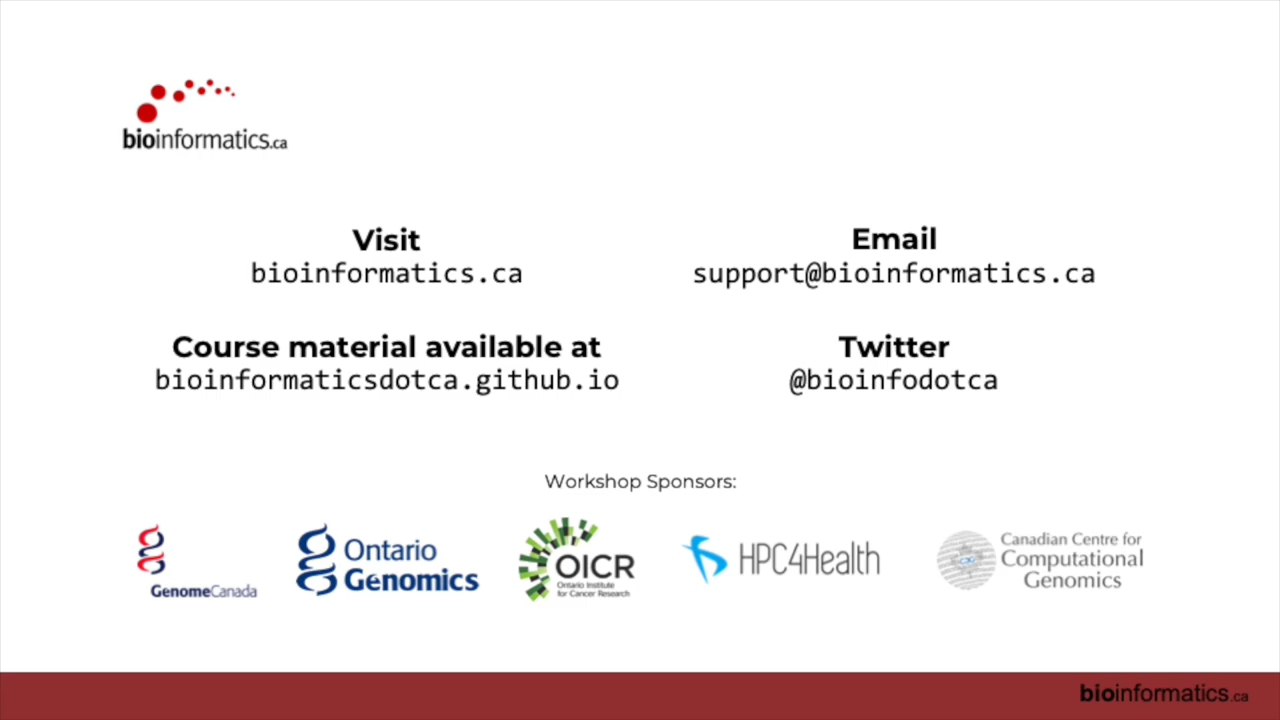 bioinformatics.ca
Visit
bioinformatics.ca
Email
support@bioinformatics.ca
Course material available at
bioinformaticsdotca.github.io
Twitter
@bioinfodotca
Workshop Sponsors:
GenomeCanada
Ontario
Genomics
OICR
Ontario Institute
for Cancer Research
HPC4Health
Canadian Centre for
Computational
Genomics
bioinformatics.ca